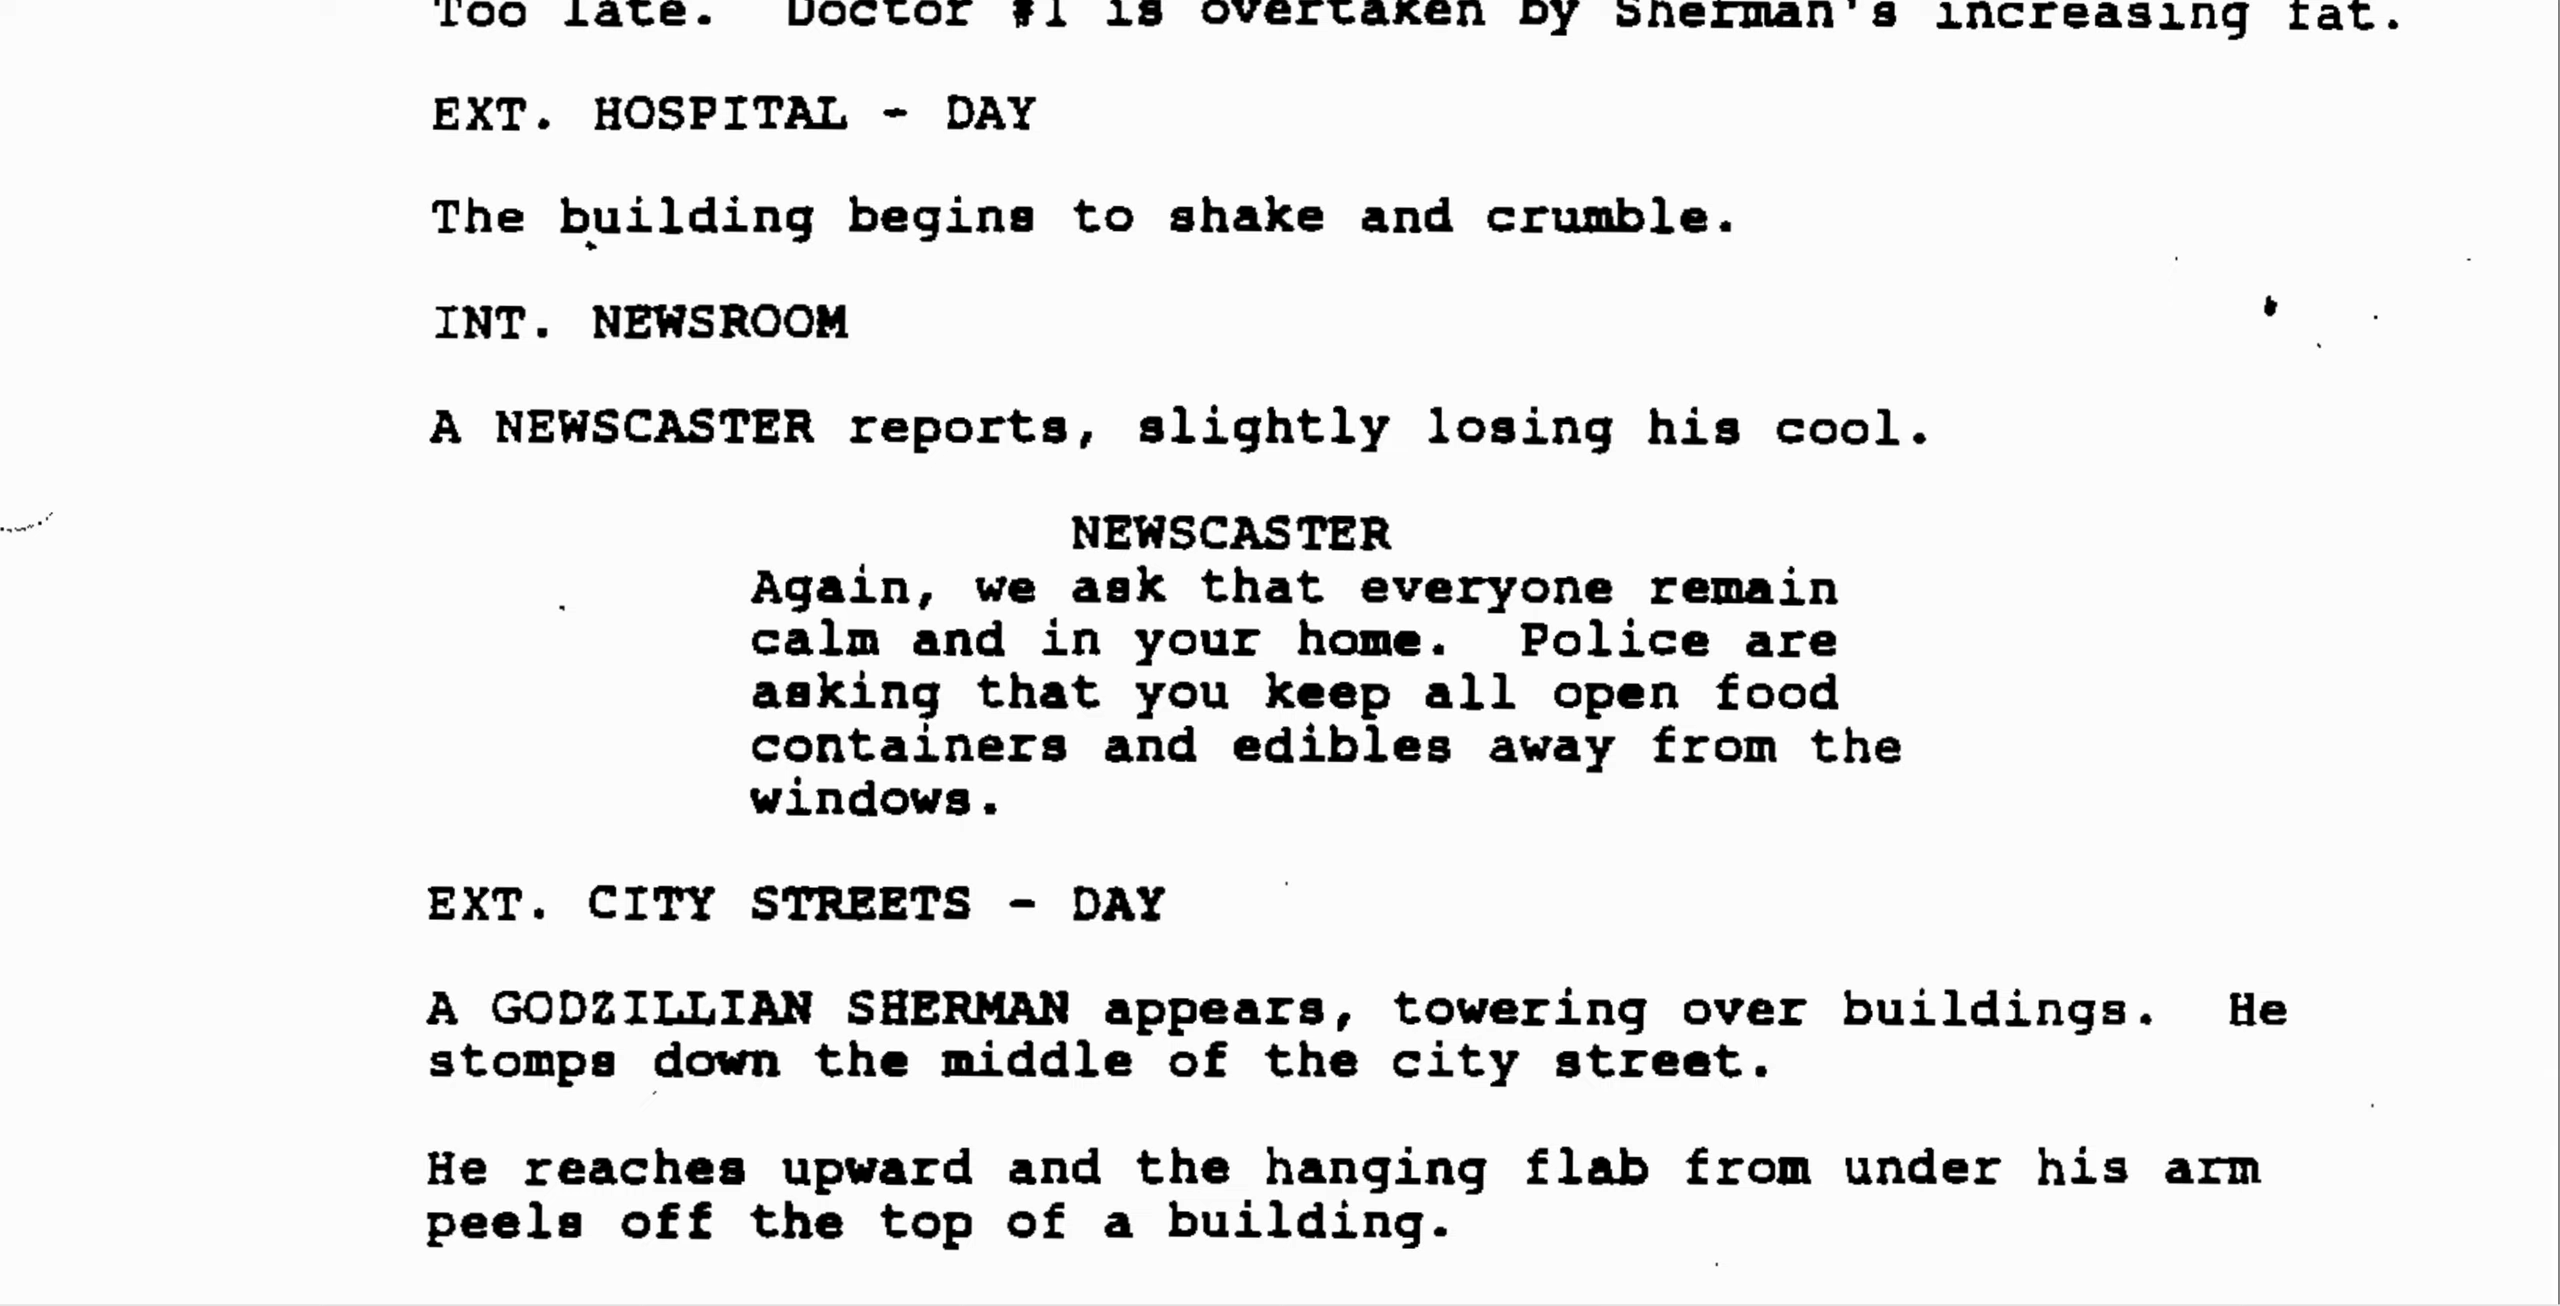 Too late.  Doctor #1 is overtaken by Sherman's increasing fat.
EXT. HOSPITAL - DAY
The building begins to shake and crumble.
INT. NEWSROOM
A NEWSCASTER reports, slightly losing his cool.
NEWSCASTER
Again, we ask that everyone remain
calm and in your home.  Police are
asking that you keep all open food
containers and edibles away from the
windows.
EXT. CITY STREETS - DAY
A GODZILLIAN SHERMAN appears, towering over buildings.  He
stomps down the middle of the city street.
He reaches upward and the hanging flab from under his arm
peels off the top of a building.